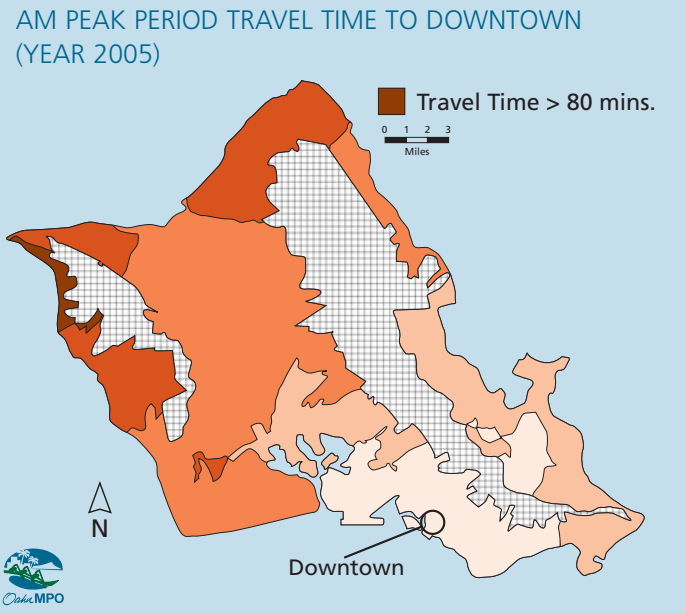 AM PEAK PERIOD TRAVEL TIME TO DOWNTOWN
(YEAR 2005)
Travel Time > 80 mins.
0 1 2 3
Miles
N
Downtown
OahuMPO